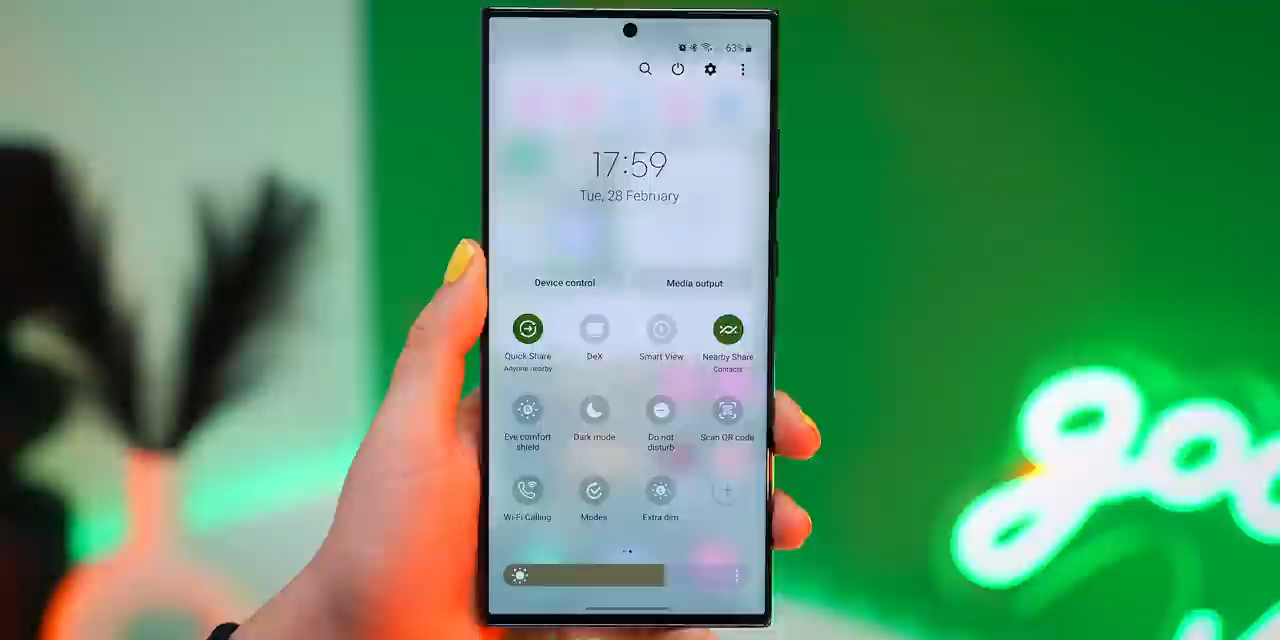 63%
17:59
Tue, 28 February
Device control Media output
Quick Share DeX Smart View Nearby Share
Anyone nearby Contacts
Eye comfort shield Dark mode Do not disturb Scan QR code
Wi-Fi Calling Modes Extra dim
goo